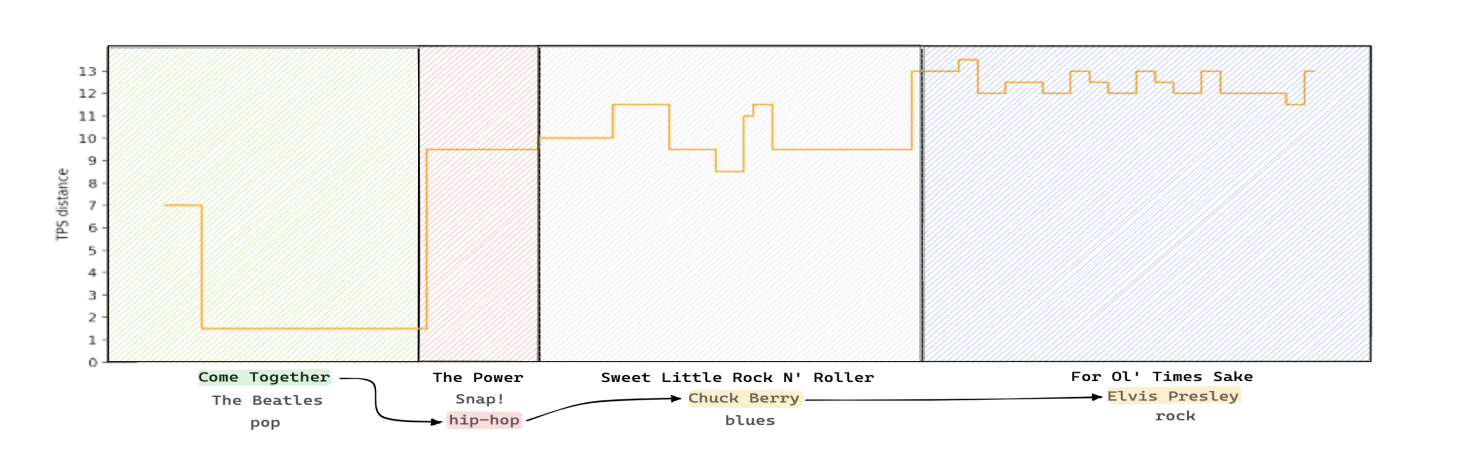 13
12
11
10
9
8
7
6
5
4
3
2
1
0
TPS distance
Come Together
The Beatles
pop
The Power
Snap!
hip-hop
Sweet Little Rock N' Roller
Chuck Berry
blues
For Ol' Times Sake
Elvis Presley
rock